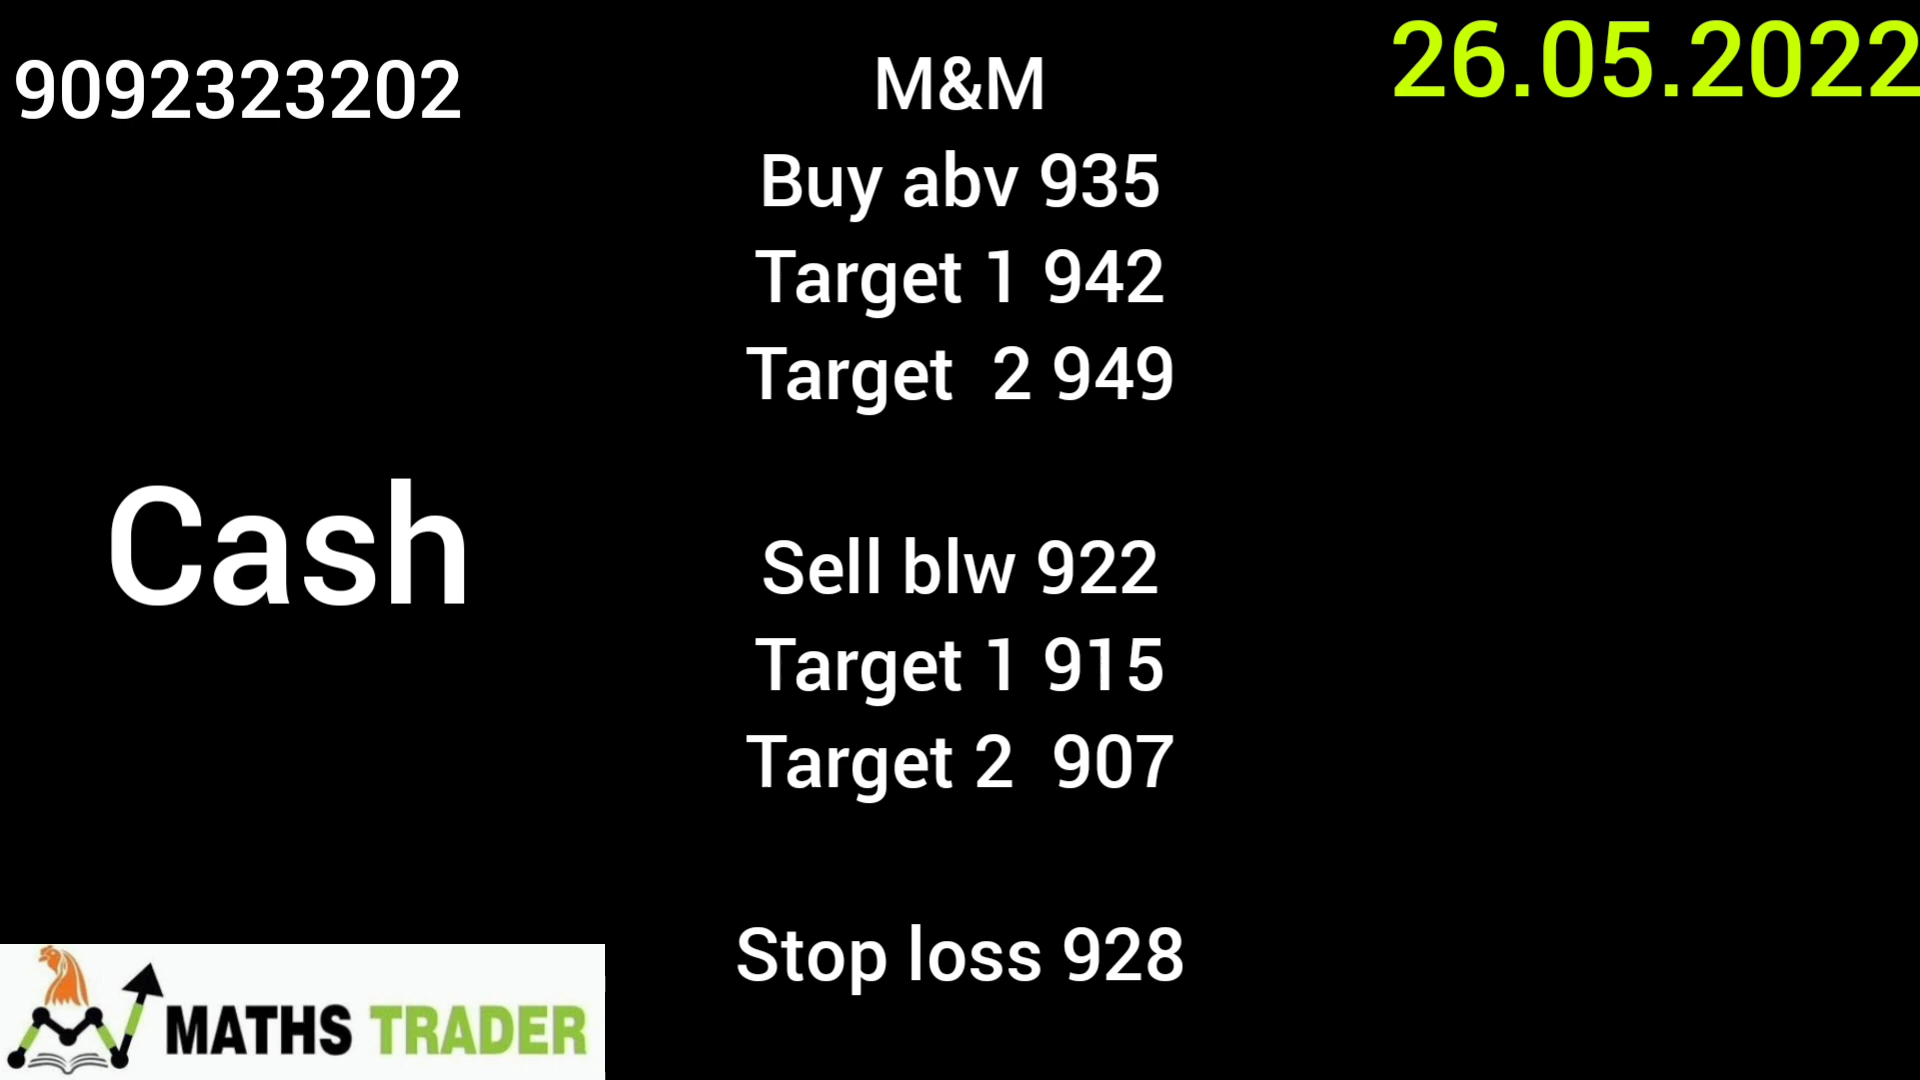 9092323202
26.05.2022
M&M
Buy abv 935
Target 1 942
Target  2 949
Cash
Sell blw 922
Target 1 915
Target 2  907
Stop loss 928
MATHS TRADER